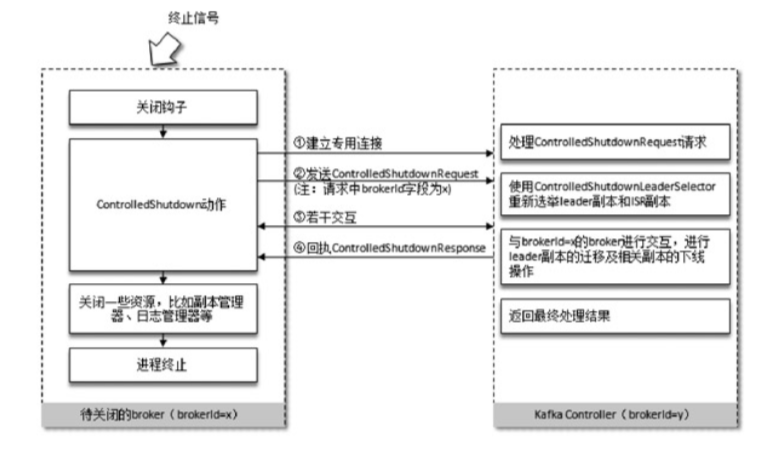 终止信号
关闭钩子
ControlledShutdown动作
关闭一些资源，比如副本管理
器、日志管理器等
进程终止
待关闭的broker（brokerId=x）
①建立专用连接
②发送ControlledShutdownRequest
(注：请求中brokerId字段为x)
③若干交互
④回执ControlledShutdownResponse
处理ControlledShutdownRequest请求
使用ControlledShutdownLeaderSelector
重新选举leader副本和ISR副本
与brokerId=x的broker进行交互，进行
leader副本的迁移及相关副本的下线
操作
返回最终处理结果
Kafka Controller（brokerId=y）